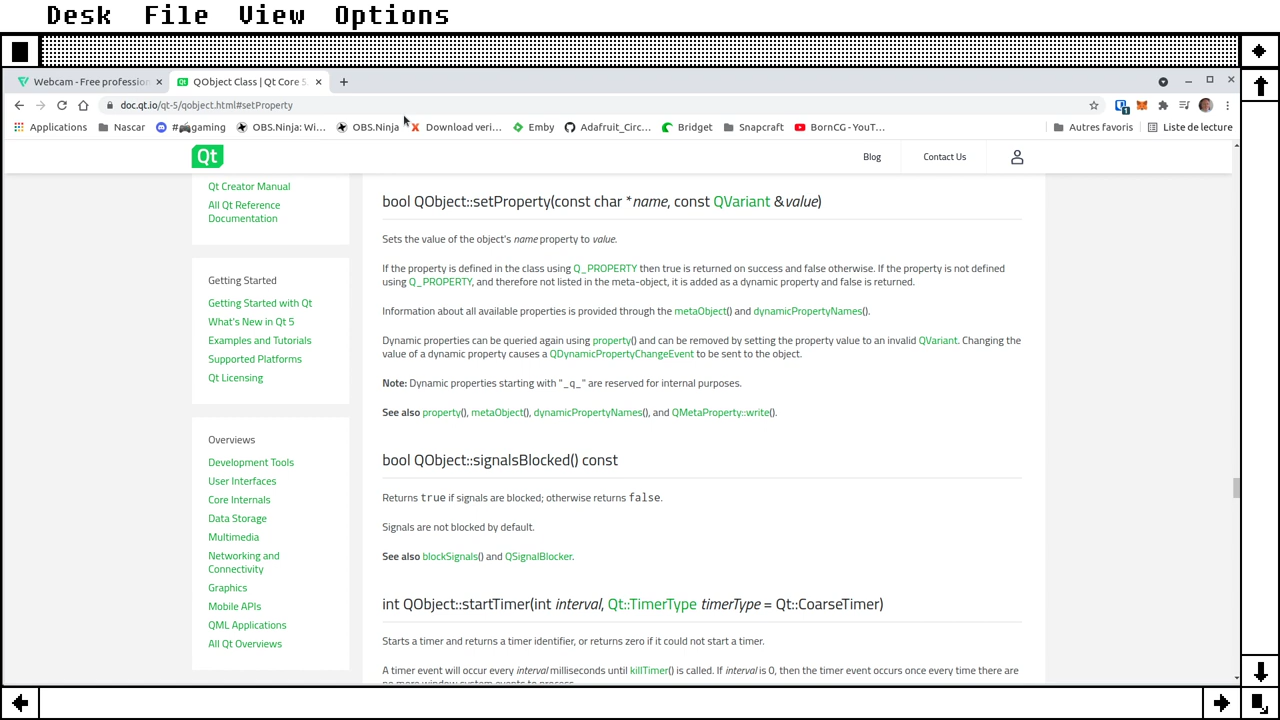 Desk File View Options
Webcam - Free profession
QObject Class | Qt Core 5.
doc.qt.io/qt-5/qobject.html#setProperty
Applications Nascar #🎮gaming OBS.Ninja: Wi... OBS.Ninja Download veri... Emby Adafruit_Circ... Bridget Snapcraft BornCG - YouT... Autres favoris Liste de lecture
Qt Blog Contact Us
Qt Creator Manual
All Qt Reference
Documentation
Getting Started
Getting Started with Qt
What's New in Qt 5
Examples and Tutorials
Supported Platforms
Qt Licensing
Overviews
Development Tools
User Interfaces
Core Internals
Data Storage
Multimedia
Networking and
Connectivity
Graphics
Mobile APIs
QML Applications
All Qt Overviews
bool QObject::setProperty(const char *name, const QVariant &value)
Sets the value of the object's name property to value.
If the property is defined in the class using Q_PROPERTY then true is returned on success and false otherwise. If the property is not defined
using Q_PROPERTY, and therefore not listed in the meta-object, it is added as a dynamic property and false is returned.
Information about all available properties is provided through the metaObject() and dynamicPropertyNames().
Dynamic properties can be queried again using property() and can be removed by setting the property value to an invalid QVariant. Changing the
value of a dynamic property causes a QDynamicPropertyChangeEvent to be sent to the object.
Note: Dynamic properties starting with "_q_" are reserved for internal purposes.
See also property(), metaObject(), dynamicPropertyNames(), and QMetaProperty::write().
bool QObject::signalsBlocked() const
Returns true if signals are blocked; otherwise returns false.
Signals are not blocked by default.
See also blockSignals() and QSignalBlocker.
int QObject::startTimer(int interval, Qt::TimerType timerType = Qt::CoarseTimer)
Starts a timer and returns a timer identifier, or returns zero if it could not start a timer.
A timer event will occur every interval milliseconds until killTimer() is called. If interval is 0, then the timer event occurs once every time there are
no more window system events to process.